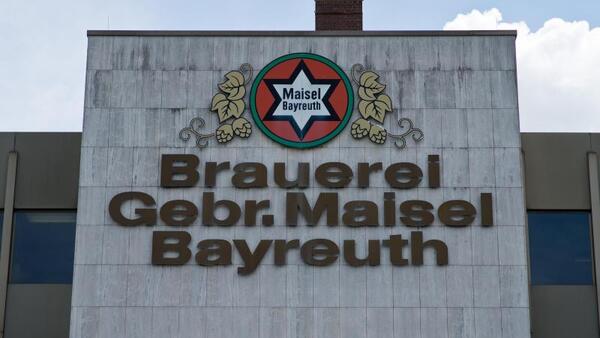 Maisel
Bayreuth
Brauerei
Gebr. Maisel
Bayreuth